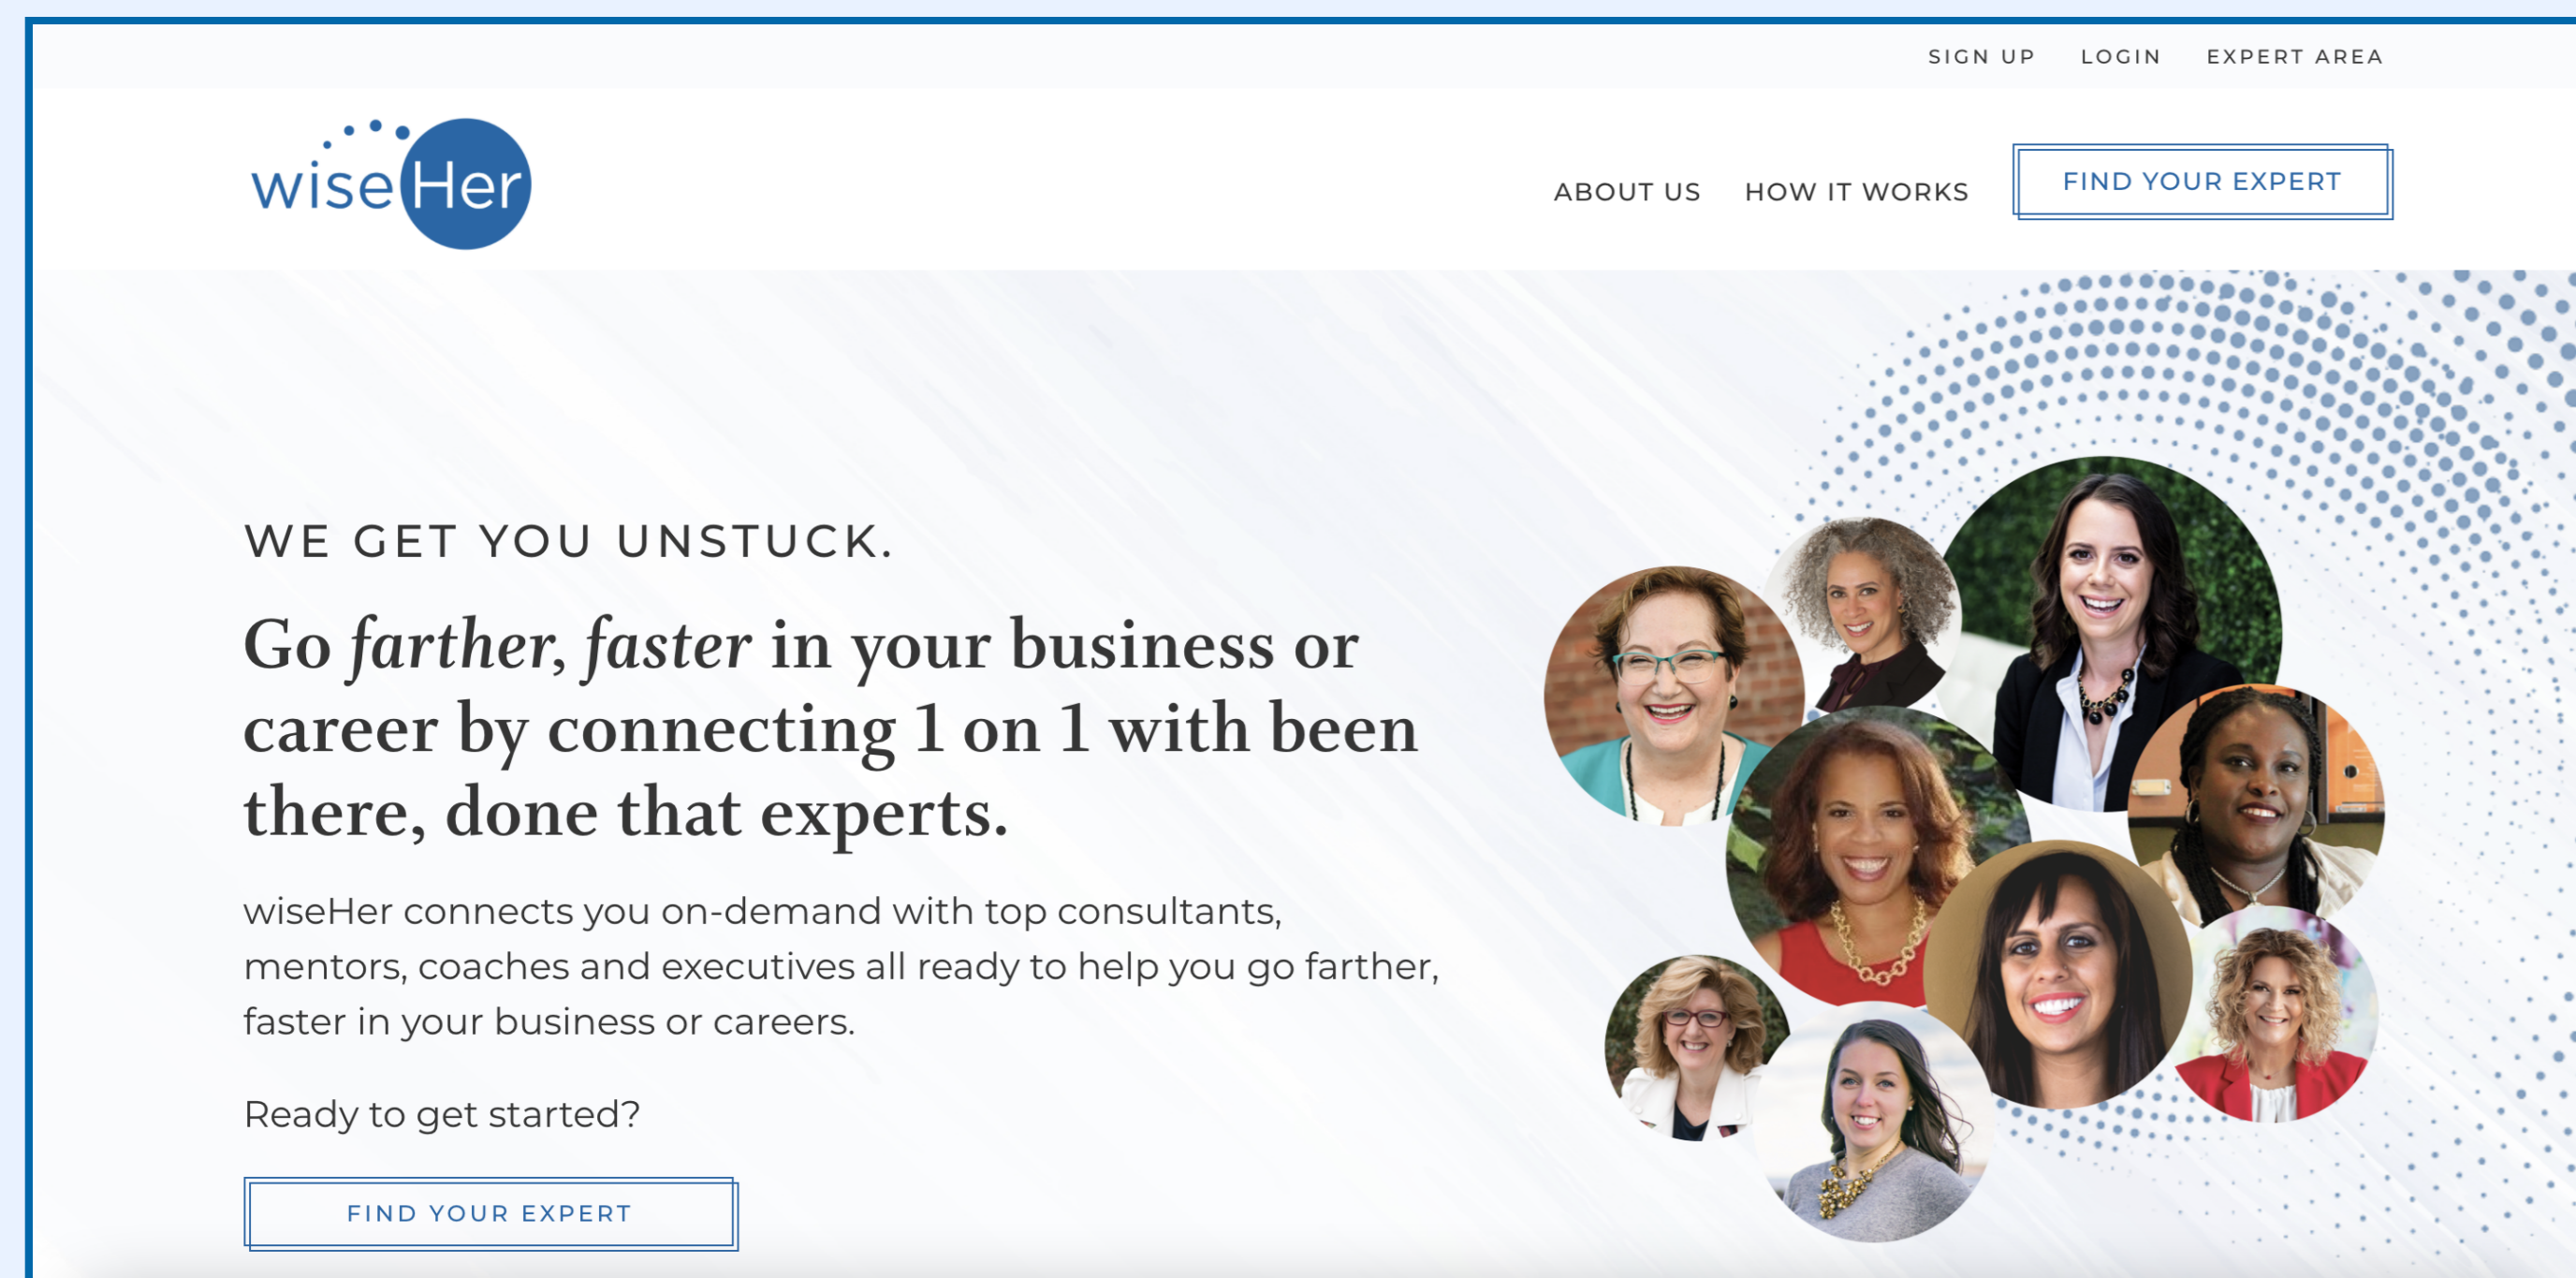 SIGN UP LOGIN EXPERT AREA
wiseHer
ABOUT US HOW IT WORKS FIND YOUR EXPERT
WE GET YOU UNSTUCK.
Go farther, faster in your business or
career by connecting 1 on 1 with been
there, done that experts.
wiseHer connects you on-demand with top consultants,
mentors, coaches and executives all ready to help you go farther,
faster in your business or careers.
Ready to get started?
FIND YOUR EXPERT